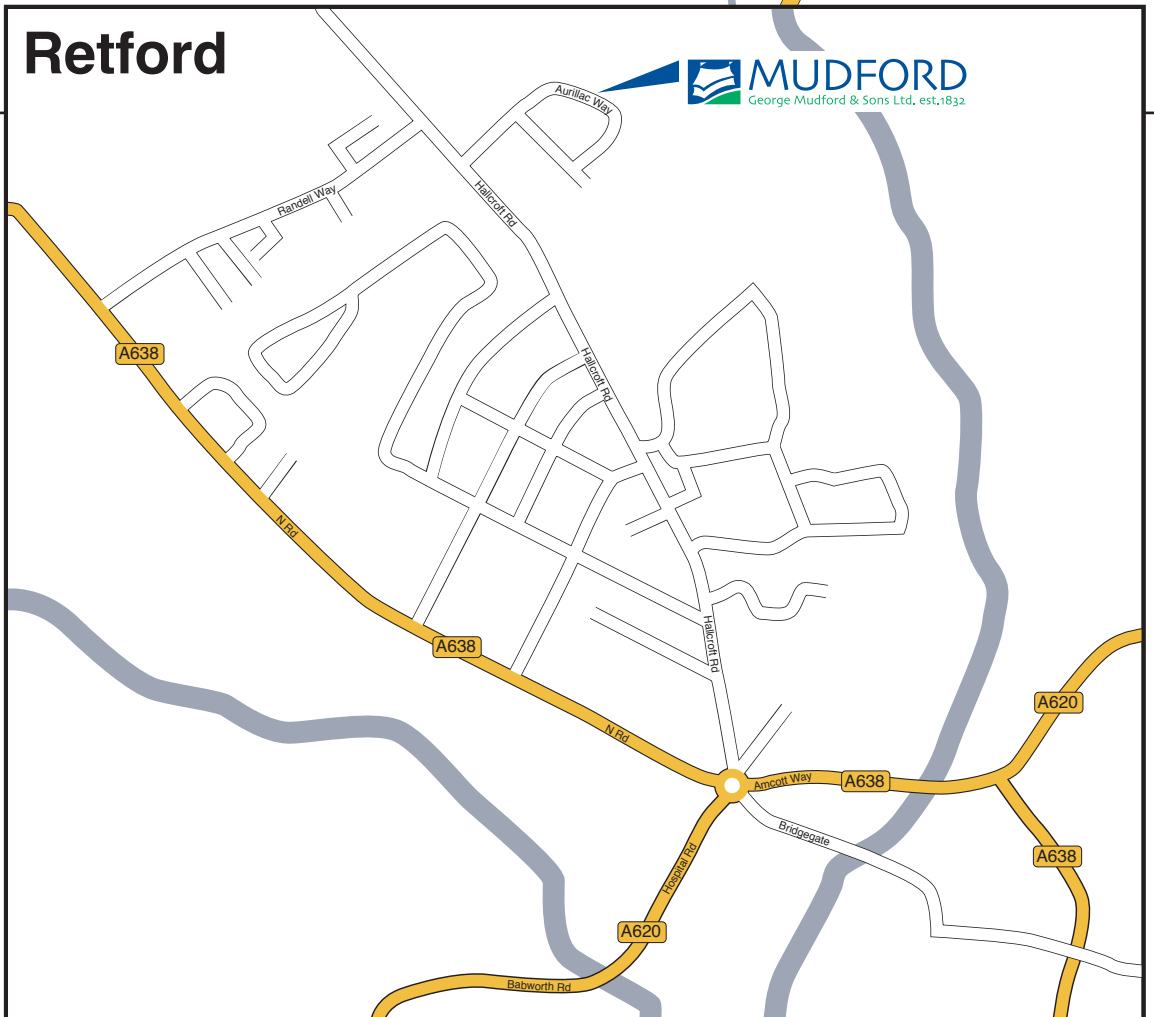 Retford
MUDFORD
George Mudford & Sons Ltd. est.1832
Aurillac Way
Randell Way
Hallcroft Rd
A638
Hallcroft Rd
N Rd
Hallcroft Rd
A638
A620
N Rd
Amcott Way
A638
Bridgegate
A638
Hospital Rd
A620
Babworth Rd